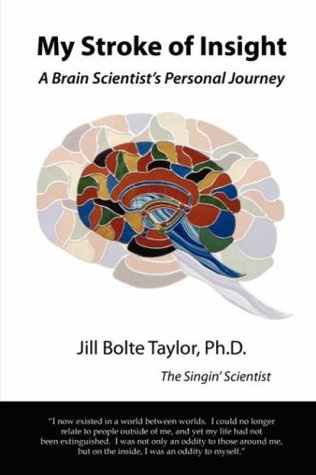 My Stroke of Insight
A Brain Scientist's Personal Journey
Jill Bolte Taylor, Ph.D.
The Singin' Scientist
"I now existed in a world between worlds. I could no longer
relate to people outside of me, and yet my life had not
been extinguished. I was not only an oddity to those around me,
but on the inside, I was an oddity to myself."